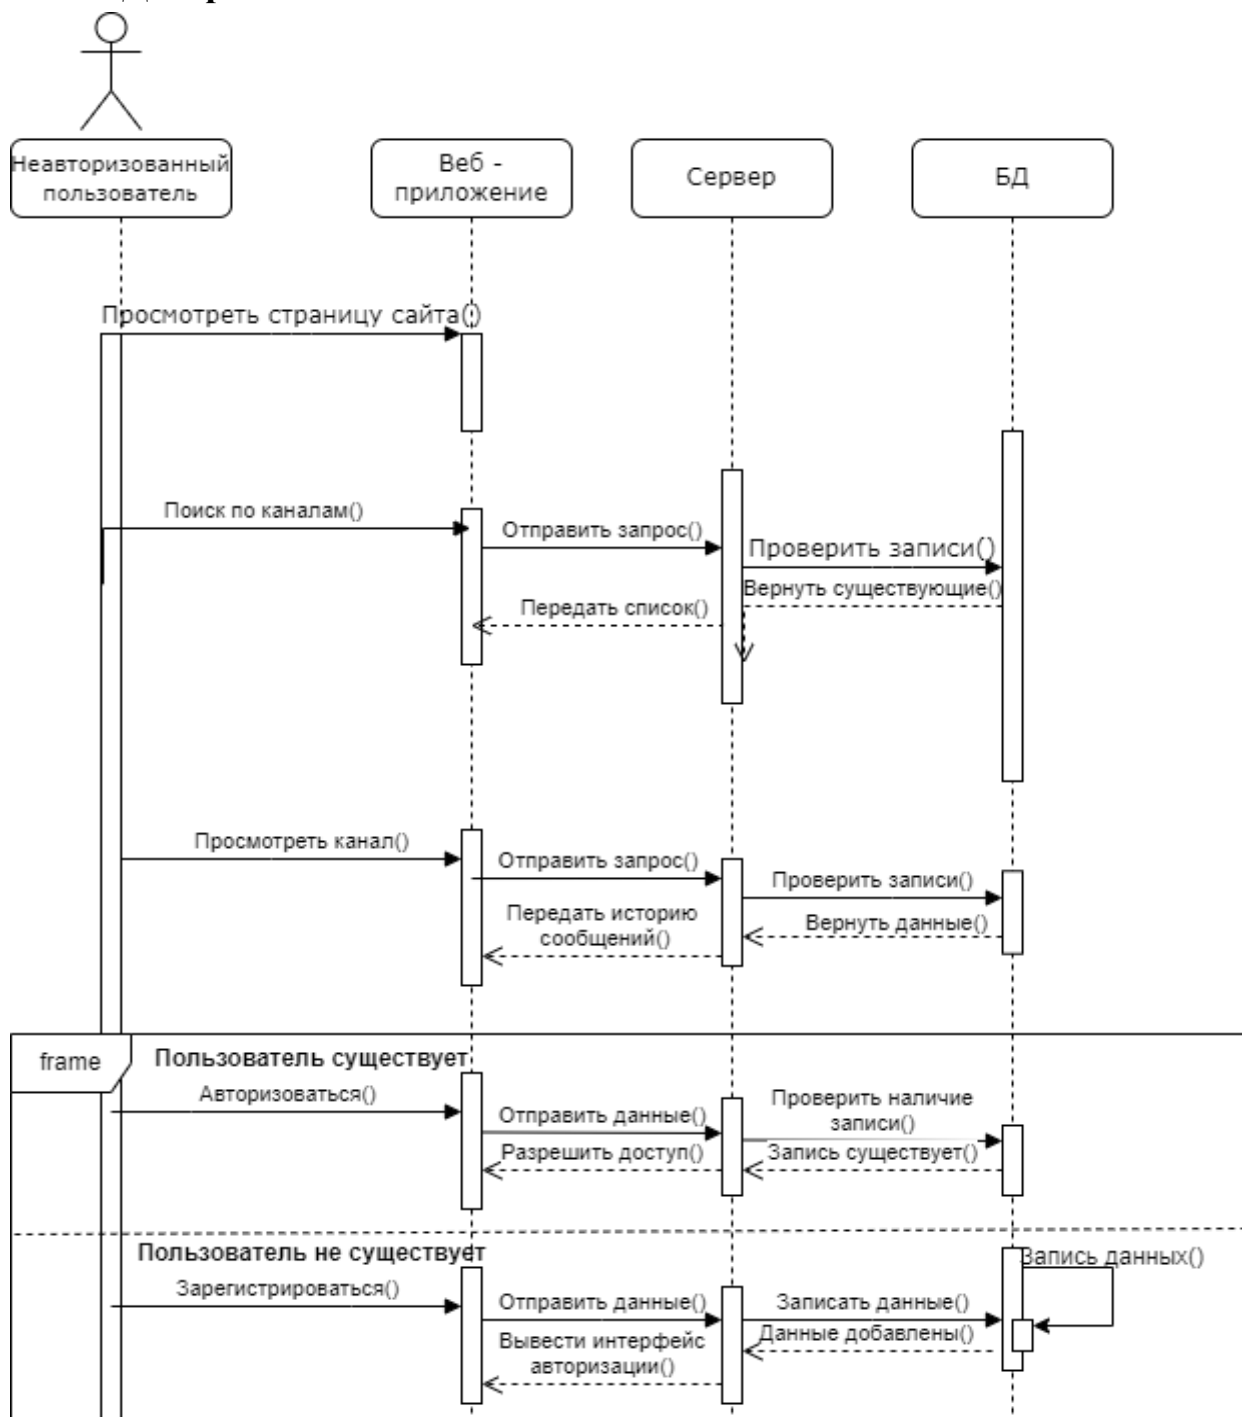 Неавторизованный
пользователь
Веб -
приложение
Сервер
БД
Просмотреть страницу сайта()
Поиск по каналам()
Отправить запрос()
Проверить записи()
Вернуть существующие()
Передать список()
Просмотреть канал()
Отправить запрос()
Проверить записи()
Передать историю
сообщений()
Вернуть данные()
frame
Пользователь существует
Авторизоваться()
Отправить данные()
Проверить наличие
записи()
Разрешить доступ()
Запись существует()
Пользователь не существует
Запись данных()
Зарегистрироваться()
Отправить данные()
Записать данные()
Вывести интерфейс
авторизации()
Данные добавлены()